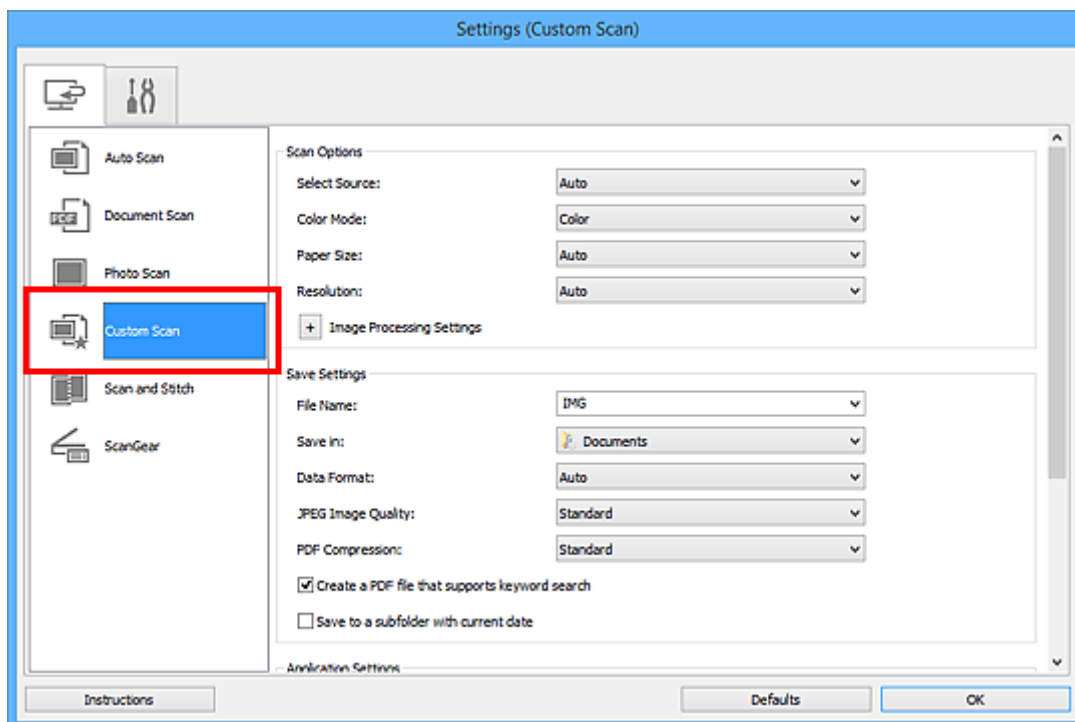 Settings (Custom Scan)
Auto Scan
PDF
Document Scan
Photo Scan
Custom Scan
Scan and Stitch
ScanGear
Scan Options
Select Source: Auto
Color Mode: Color
Paper Size: Auto
Resolution: Auto
+ Image Processing Settings
Save Settings
File Name: IMG
Save in: Documents
Data Format: Auto
JPEG Image Quality: Standard
PDF Compression: Standard
Create a PDF file that supports keyword search
Save to a subfolder with current date
Application Settings
Instructions Defaults OK